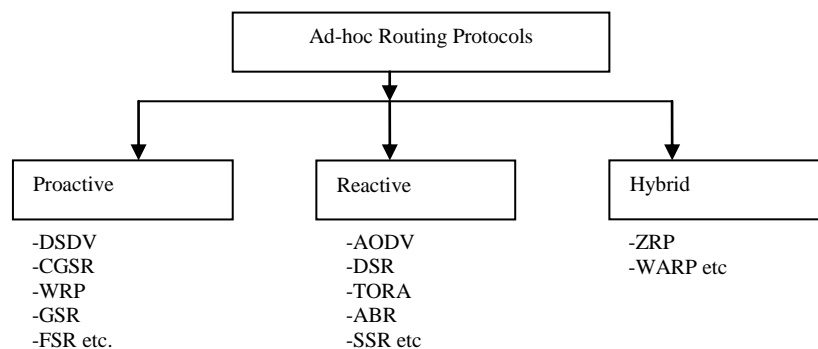 Ad-hoc Routing Protocols
Proactive
-DSDV
-CGSR
-WRP
-GSR
-FSR etc.
Reactive
-AODV
-DSR
-TORA
-ABR
-SSR etc
Hybrid
-ZRP
-WARP etc